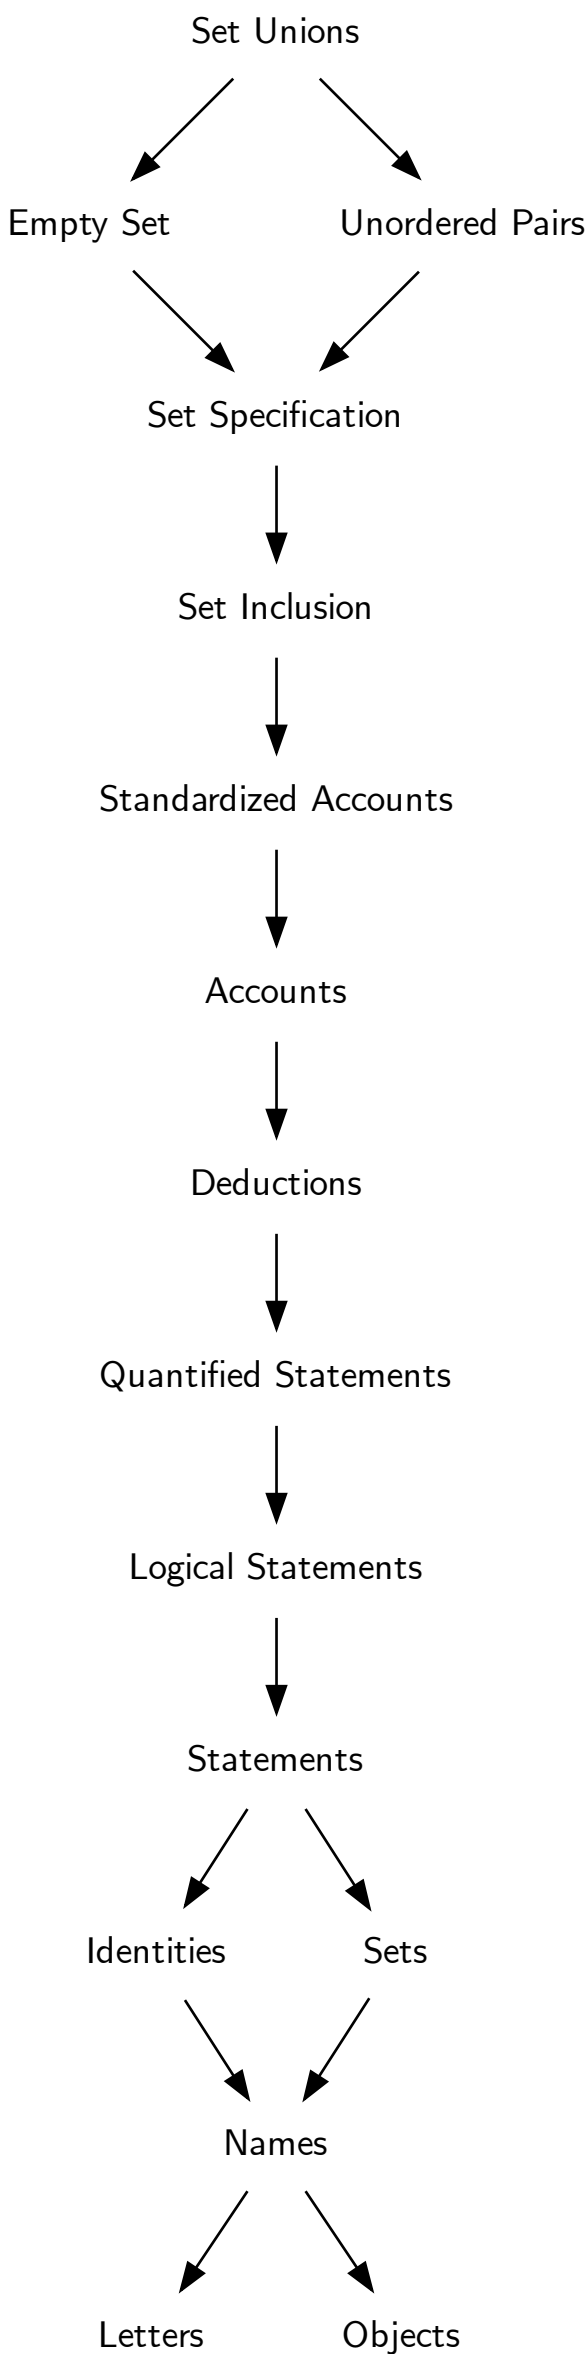 Set Unions
Empty Set
Unordered Pairs
Set Specification
Set Inclusion
Standardized Accounts
Accounts
Deductions
Quantified Statements
Logical Statements
Statements
Identities
Sets
Names
Letters
Objects